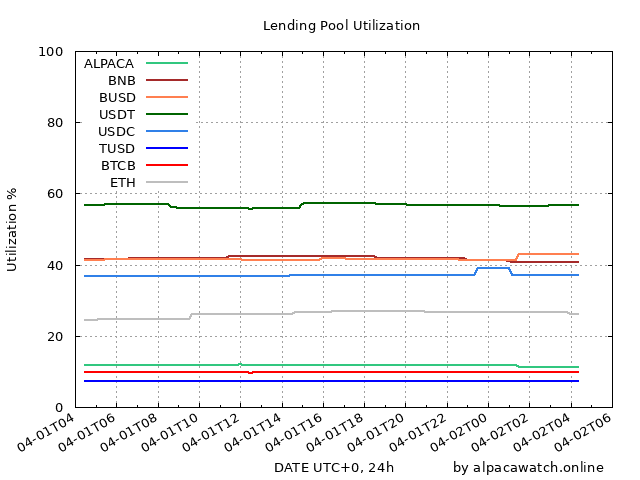 Lending Pool Utilization
100
80
60
40
20
0
Utilization %
ALPACA
BNB
BUSD
USDT
USDC
TUSD
BTCB
ETH
04-01T04
04-01T06
04-01T08
04-01T10
04-01T12
04-01T14
04-01T16
04-01T18
04-01T20
04-01T22
04-02T00
04-02T02
04-02T04
04-02T06
DATE UTC+0, 24h
by alpacawatch.online